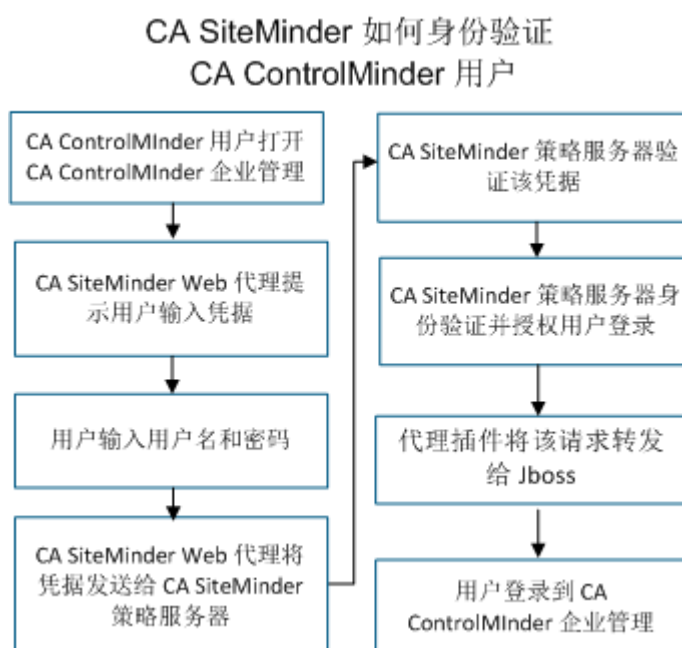 CA SiteMinder 如何身份验证
CA ControlMinder 用户
CA ControlMInder 用户打开
CA ControlMinder 企业管理
CA SiteMinder Web 代理提
示用户输入凭据
用户输入用户名和密码
CA SiteMinder Web 代理将
凭据发送给 CA SiteMinder
策略服务器
CA SiteMinder 策略服务器验
证该凭据
CA SiteMinder 策略服务器身
份验证并授权用户登录
代理插件将该请求转发
给 Jboss
用户登录到 CA
ControlMInder 企业管理